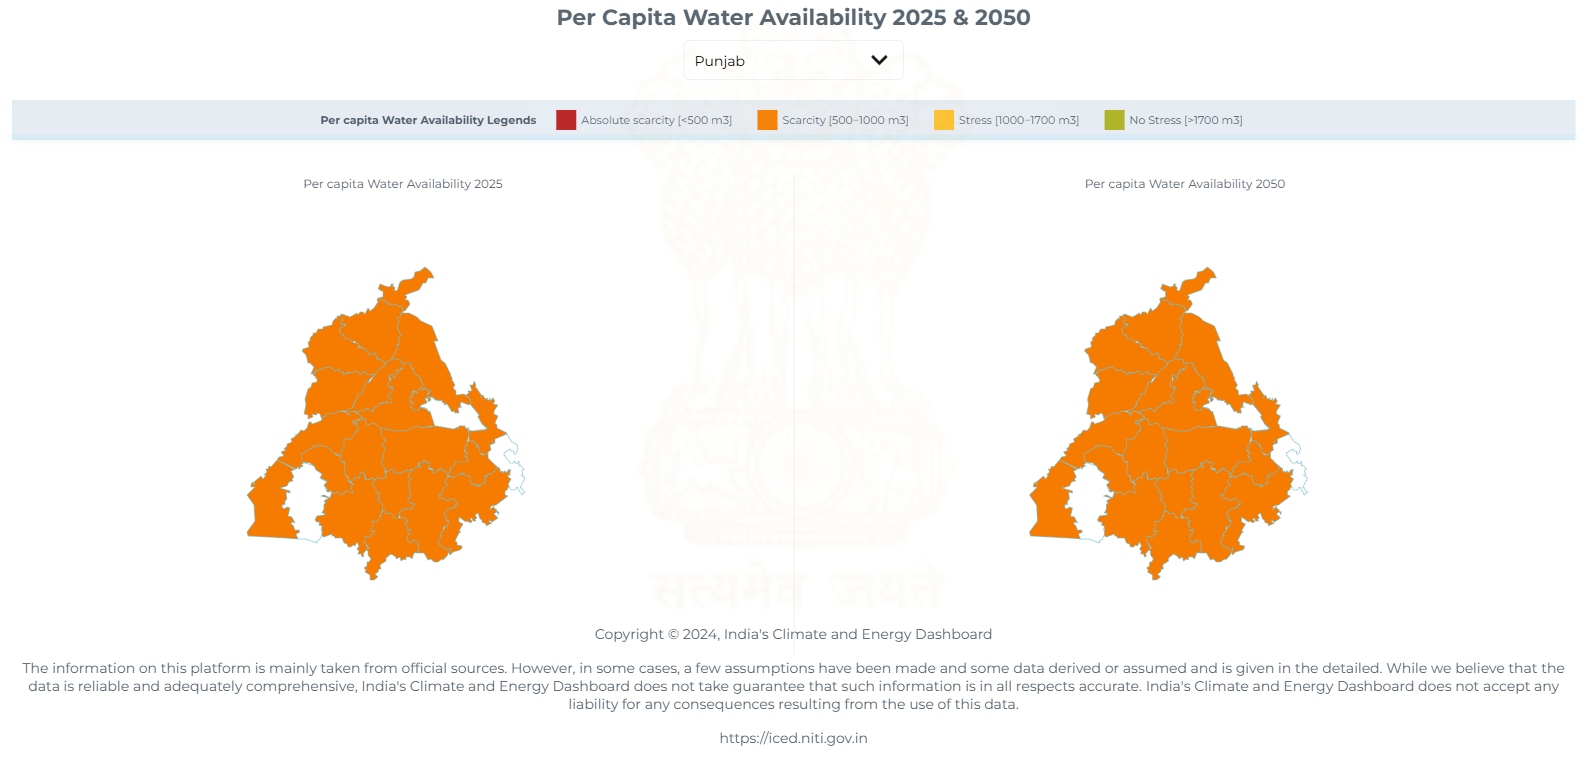 Per Capita Water Availability 2025 & 2050
Punjab
Per capita Water Availability Legends Absolute scarcity [<500 m3] Scarcity [500-1000 m3] Stress [1000-1700 m3] No Stress [>1700 m3]
Per capita Water Availability 2025
Per capita Water Availability 2050
सत्यमेव जयते
Copyright © 2024, India's Climate and Energy Dashboard
The information on this platform is mainly taken from official sources. However, in some cases, a few assumptions have been made and some data derived or assumed and is given in the detailed. While we believe that the
data is reliable and adequately comprehensive, India's Climate and Energy Dashboard does not take guarantee that such information is in all respects accurate. India's Climate and Energy Dashboard does not accept any
liability for any consequences resulting from the use of this data.
https://iced.niti.gov.in